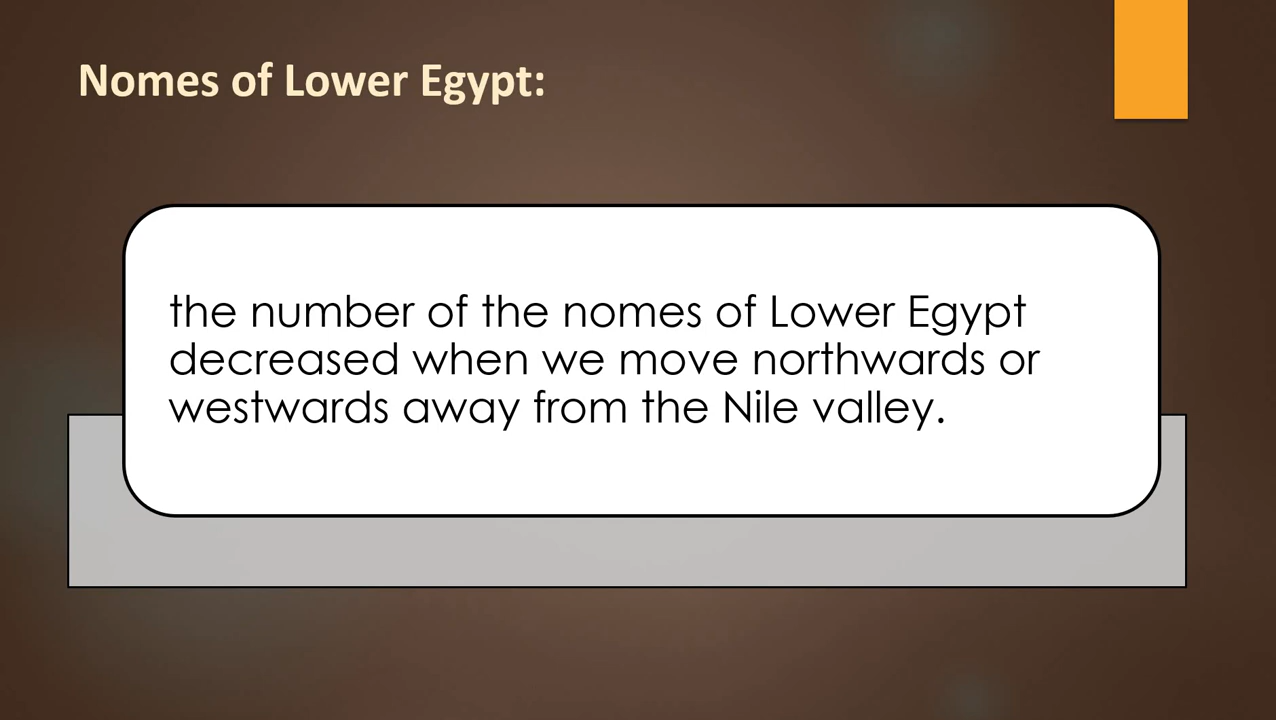 Nomes of Lower Egypt:
the number of the nomes of Lower Egypt
decreased when we move northwards or
westwards away from the Nile valley.